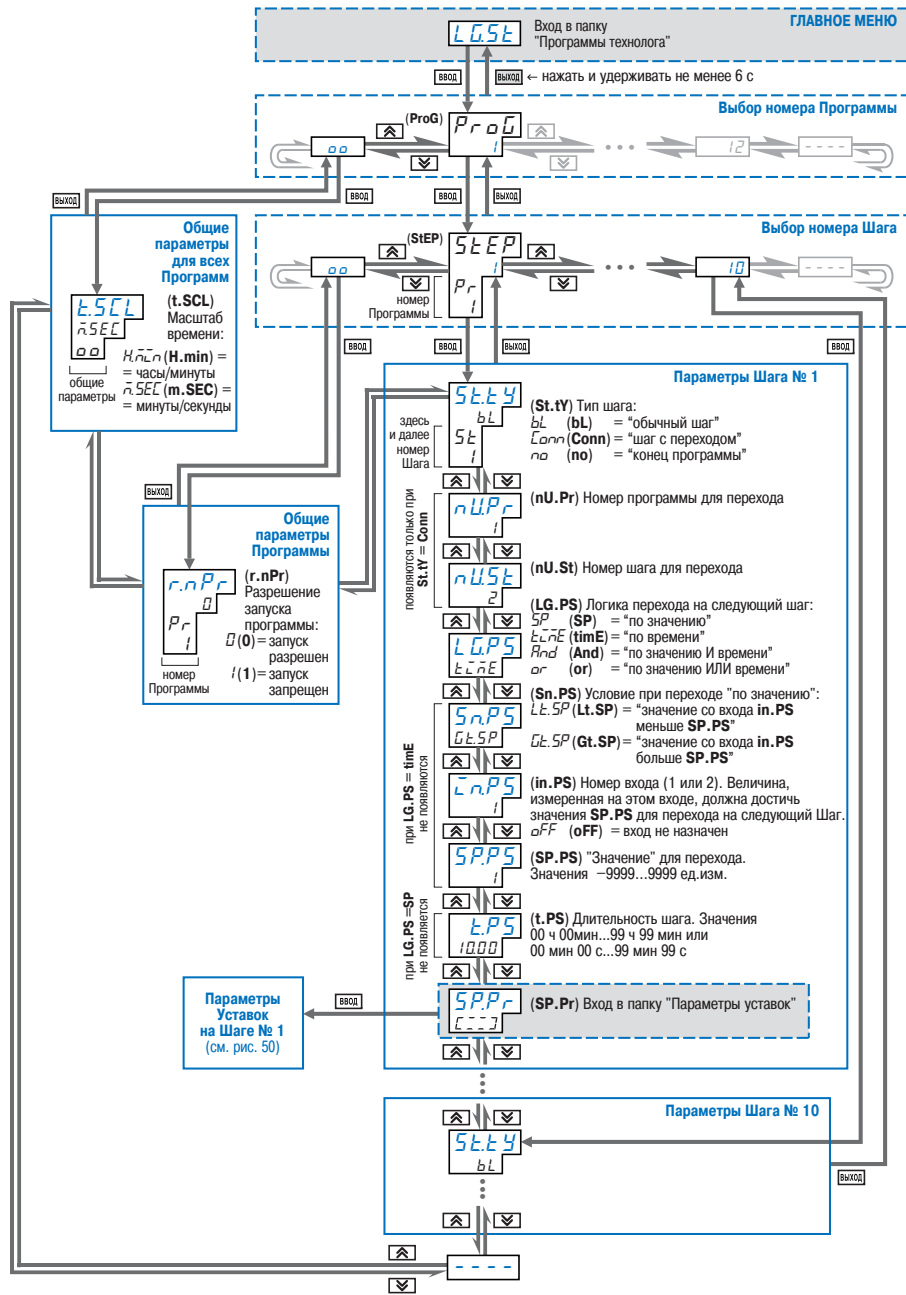 ГЛАВНОЕ МЕНЮ
LG.St
Вход в папку
"Программы технолога"
ввод
выход
← нажать и удерживать не менее 6 с
Выбор номера Программы
(ProG)
ProG
1
oo
• • •
12
- - - -
выход
ввод
ввод
выход
Выбор номера Шага
(StEP)
StEP
1
Pr
1
номер
Программы
oo
• • •
10
- - - -
Общие
параметры
для всех
Программ
t.SCL
m.SEC
oo
общие
параметры
(t.SCL)
Масштаб
времени:
H.min (H.min) =
= часы/минуты
m.SEC (m.SEC) =
= минуты/секунды
ввод
ввод
выход
ввод
Параметры Шага № 1
St.tY
bL
St
1
здесь
и далее
номер
Шага
(St.tY) Тип шага:
bL (bL) = “обычный шаг”
Conn (Conn) = “шаг с переходом”
no (no) = “конец программы”
появляются только при
St.tY = Conn
nU.Pr
1
(nU.Pr) Номер программы для перехода
nU.St
2
(nU.St) Номер шага для перехода
выход
Общие
параметры
Программы
r.nPr
0
Pr
1
номер
Программы
(r.nPr)
Разрешение
запуска
программы:
0 (0) = запуск
разрешен
1 (1) = запуск
запрещен
LG.PS
timE
(LG.PS) Логика перехода на следующий шаг:
SP (SP) = “по значению”
timE (timE) = “по времени”
And (And) = “по значению И времени”
or (or) = “по значению ИЛИ времени”
при LG.PS = timE
не появляются
Sn.PS
Gt.SP
(Sn.PS) Условие при переходе "по значению":
Lt.SP (Lt.SP) = “значение со входа in.PS
меньше SP.PS”
Gt.SP (Gt.SP) = “значение со входа in.PS
больше SP.PS”
in.PS
1
(in.PS) Номер входа (1 или 2). Величина,
измеренная на этом входе, должна достичь
значения SP.PS для перехода на следующий Шаг.
oFF (oFF) = вход не назначен
SP.PS
1
(SP.PS) "Значение" для перехода.
Значения −9999...9999 ед.изм.
при LG.PS =SP
не появляется
t.PS
10.00
(t.PS) Длительность шага. Значения
00 ч 00мин...99 ч 99 мин или
00 мин 00 с...99 мин 99 с
SP.Pr
[---]
(SP.Pr) Вход в папку "Параметры уставок"
ввод
Параметры
Уставок
на Шаге № 1
(см. рис. 50)
Параметры Шага № 10
St.tY
bL
выход
- - - -